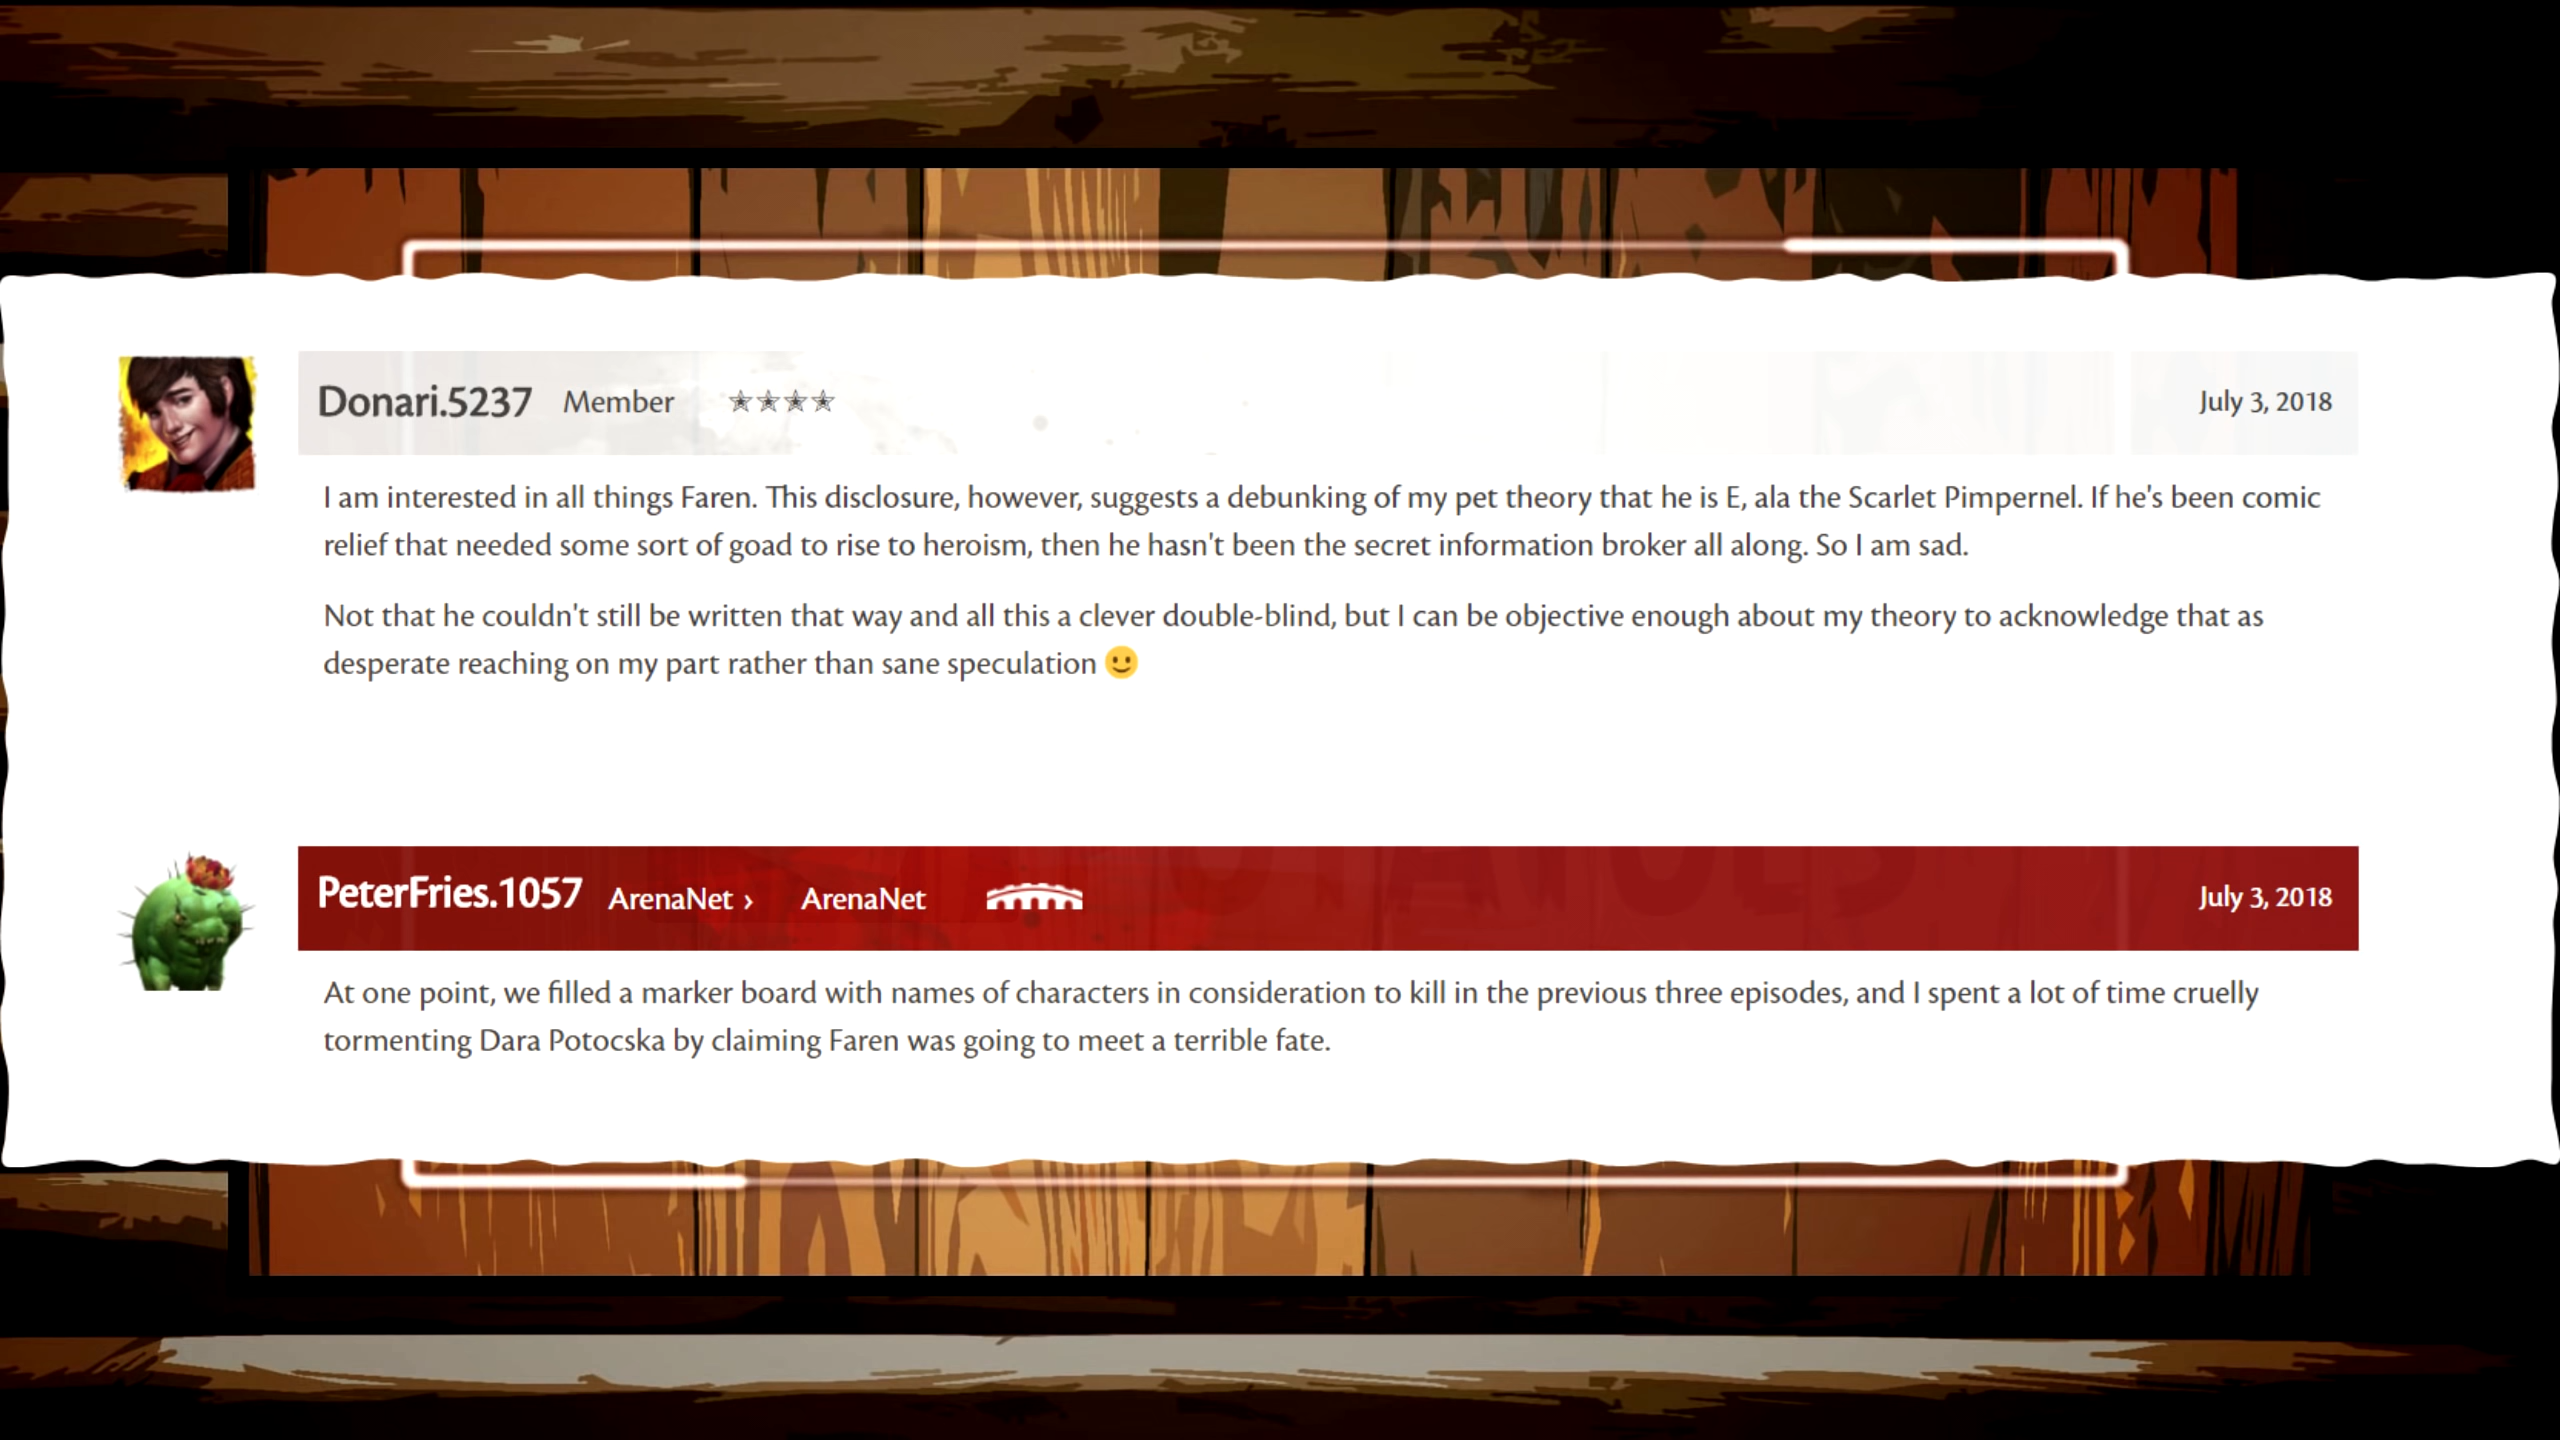 Donari.5237 Member ✭✭✭✭ July 3, 2018
I am interested in all things Faren. This disclosure, however, suggests a debunking of my pet theory that he is E, ala the Scarlet Pimpernel. If he's been comic
relief that needed some sort of goad to rise to heroism, then he hasn't been the secret information broker all along. So I am sad.
Not that he couldn't still be written that way and all this a clever double-blind, but I can be objective enough about my theory to acknowledge that as
desperate reaching on my part rather than sane speculation 🙂
PeterFries.1057 ArenaNet › ArenaNet July 3, 2018
At one point, we filled a marker board with names of characters in consideration to kill in the previous three episodes, and I spent a lot of time cruelly
tormenting Dara Potocska by claiming Faren was going to meet a terrible fate.